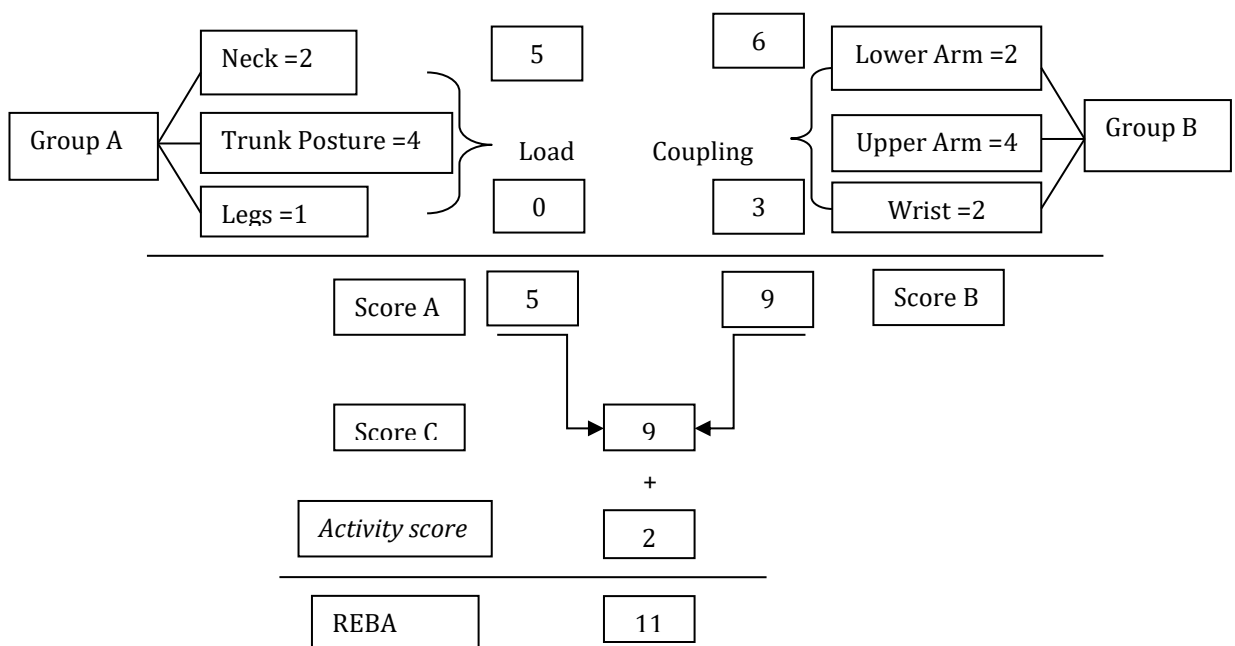 Neck =2
5
6
Lower Arm =2
Group A
Trunk Posture =4
Load
Coupling
Upper Arm =4
Group B
Legs =1
0
3
Wrist =2
Score A
5
9
Score B
Score C
9
+
Activity score
2
REBA
11